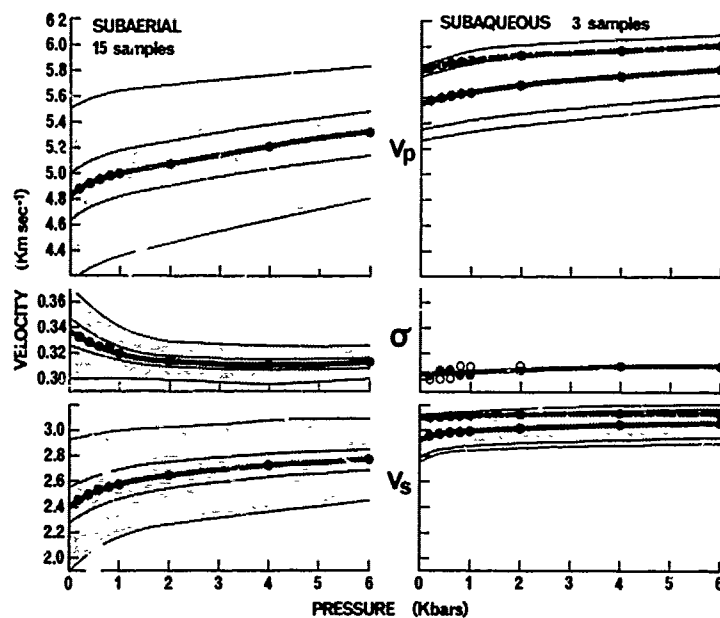 SUBAERIAL
15 samples
SUBAQUEOUS 3 samples
6.2
6.0
5.8
5.6
5.4
5.2
5.0
4.8
4.6
4.4
(Km sec⁻¹)
Vp
0.36
0.34
0.32
0.30
VELOCITY
σ
3.0
2.8
2.6
2.4
2.2
2.0
Vs
0 1 2 3 4 5 6
0 1 2 3 4 5 6
PRESSURE (Kbars)